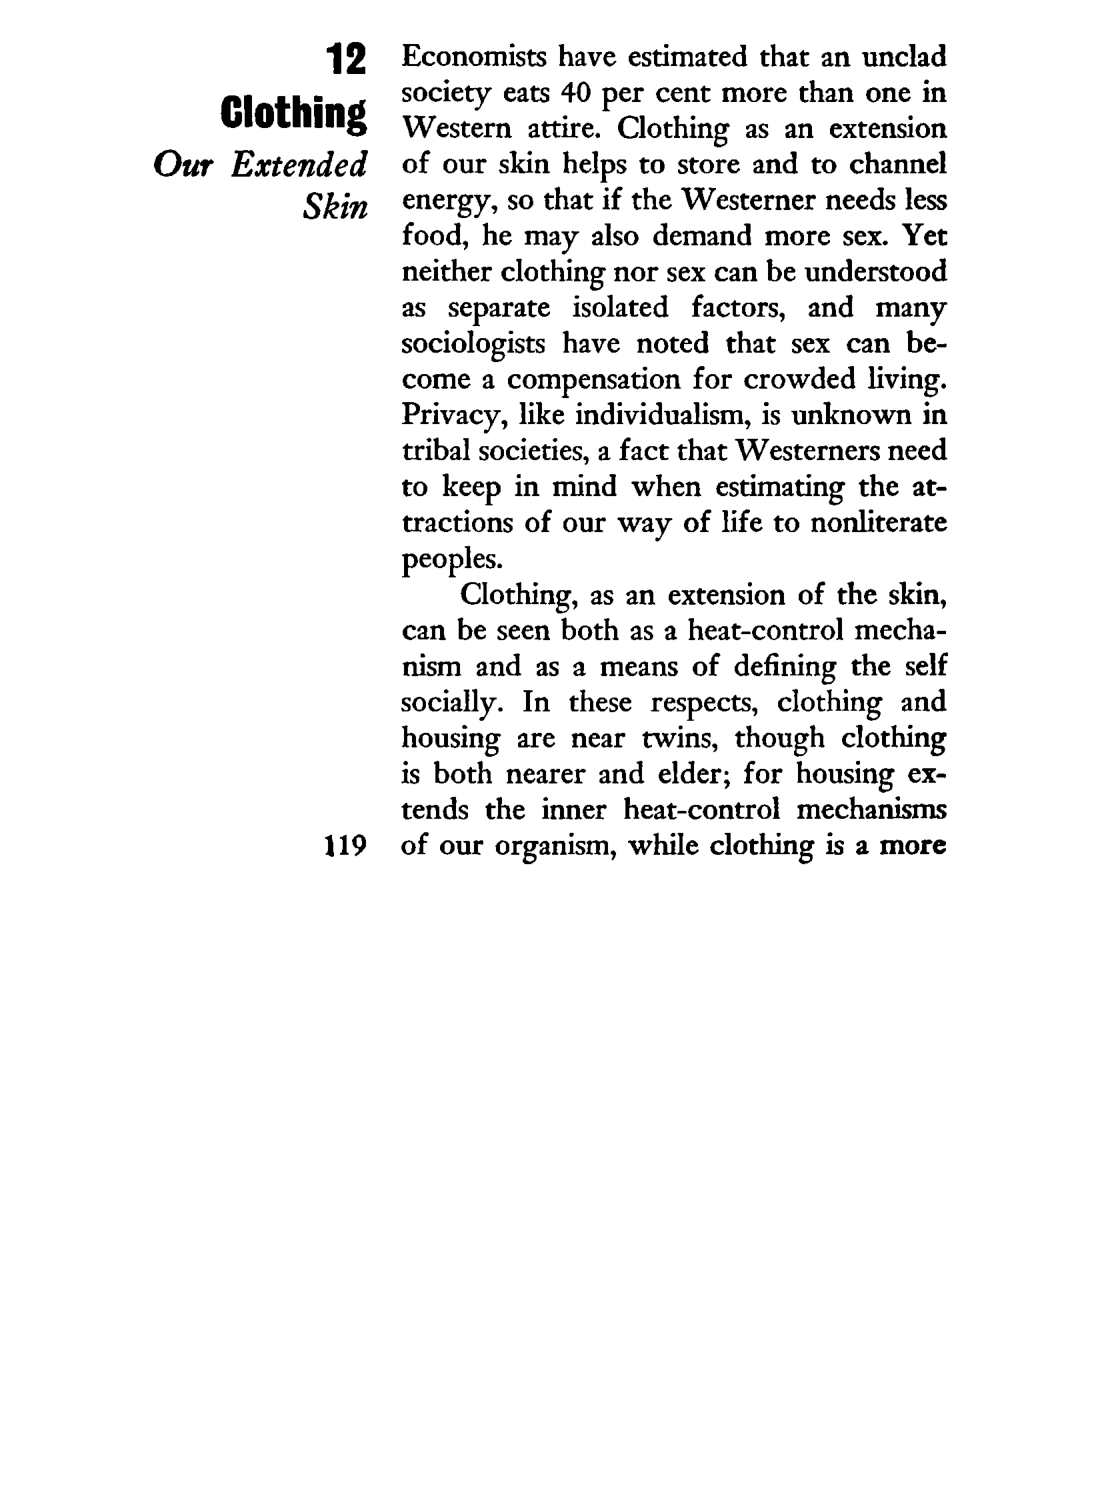 12
Clothing
Our Extended
Skin
Economists have estimated that an unclad
society eats 40 per cent more than one in
Western attire. Clothing as an extension
of our skin helps to store and to channel
energy, so that if the Westerner needs less
food, he may also demand more sex. Yet
neither clothing nor sex can be understood
as separate isolated factors, and many
sociologists have noted that sex can be-
come a compensation for crowded living.
Privacy, like individualism, is unknown in
tribal societies, a fact that Westerners need
to keep in mind when estimating the at-
tractions of our way of life to nonliterate
peoples.
Clothing, as an extension of the skin,
can be seen both as a heat-control mecha-
nism and as a means of defining the self
socially. In these respects, clothing and
housing are near twins, though clothing
is both nearer and elder; for housing ex-
tends the inner heat-control mechanisms
of our organism, while clothing is a more
119